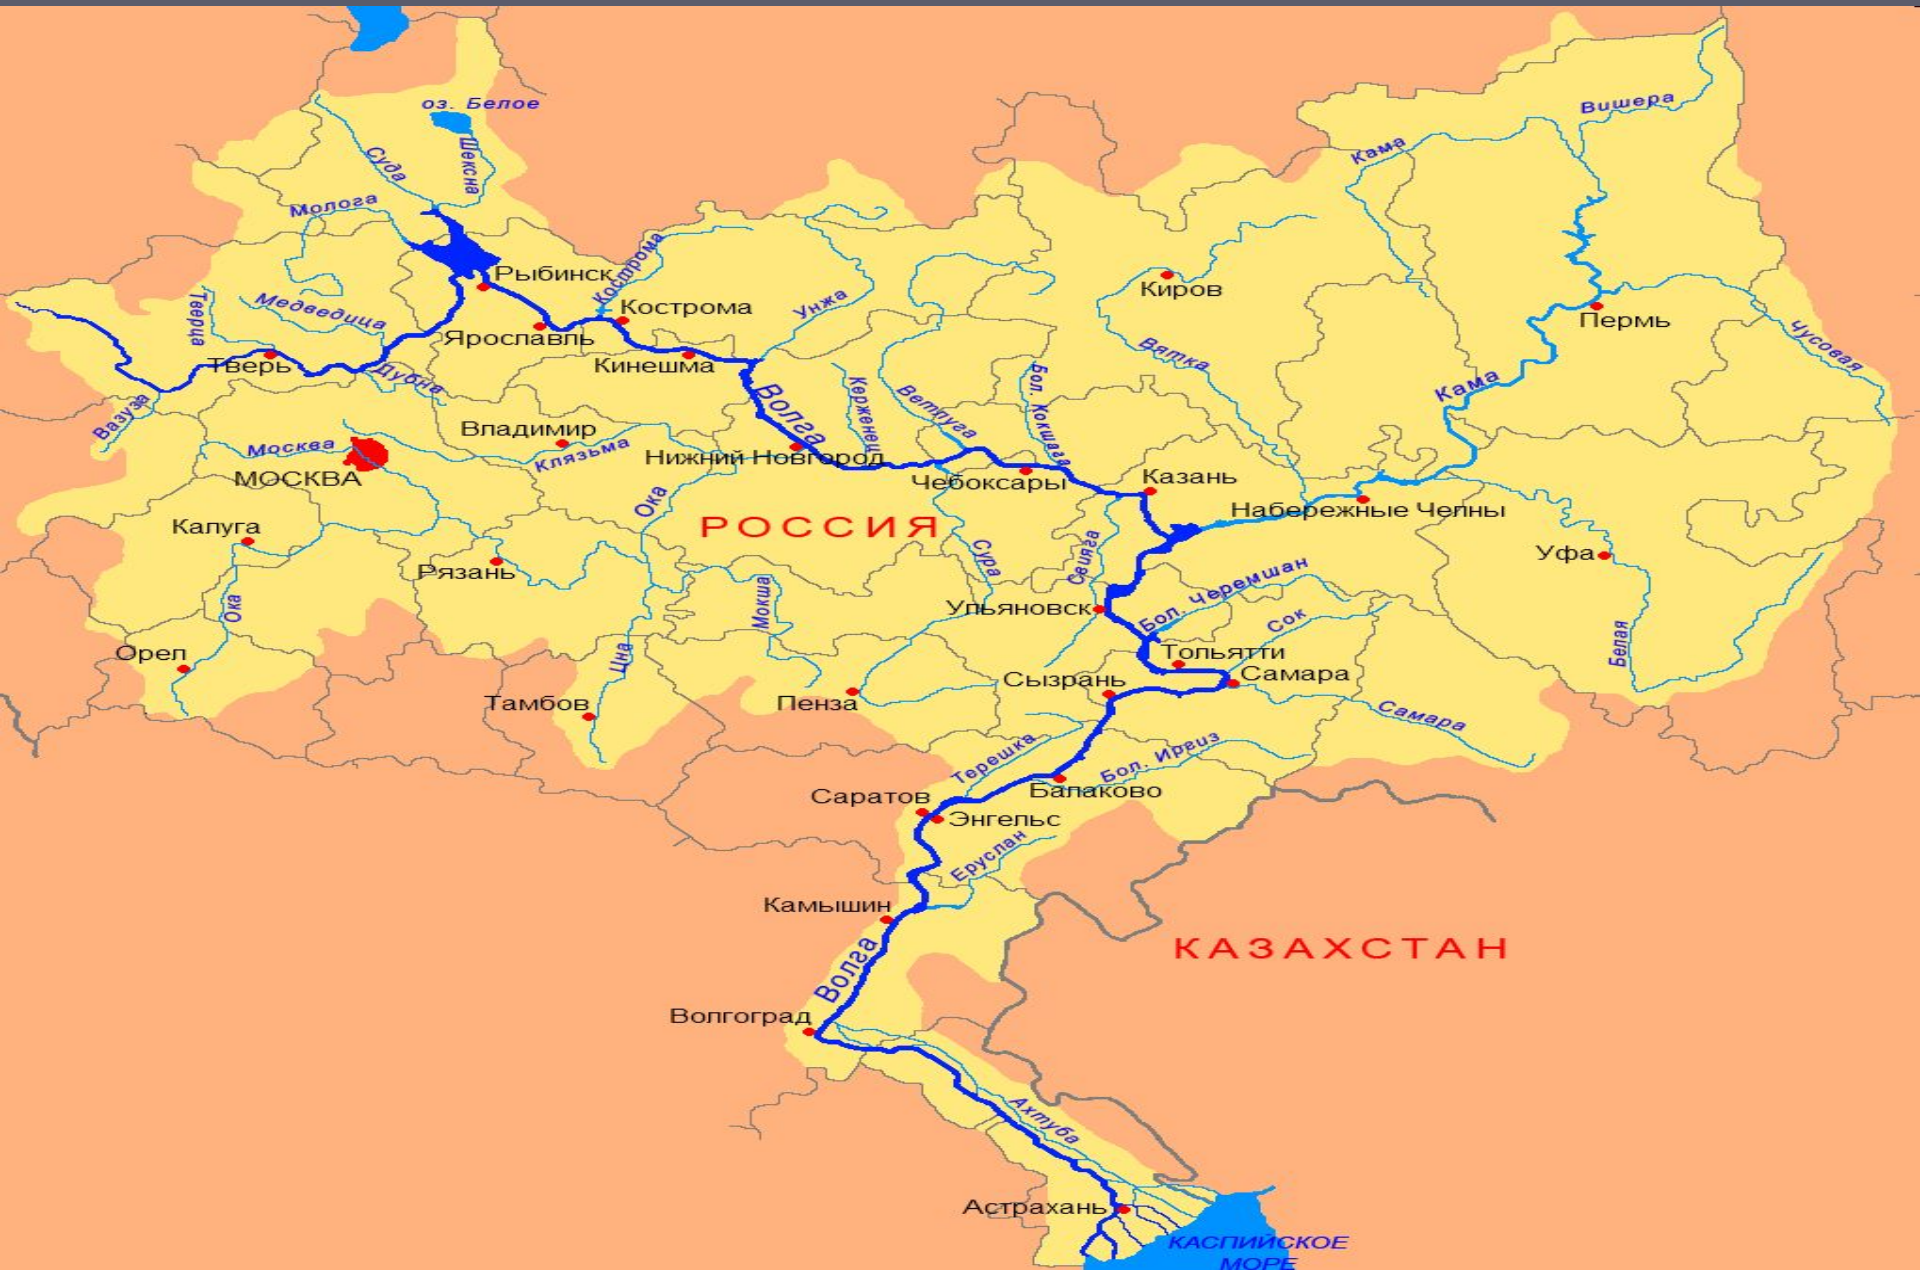 оз. Белое
Шексна
Суда
Молога
Вишера
Кама
Кострома
Рыбинск
Киров
Кострома
Унжа
Пермь
Чусовая
Тверца
Медведица
Ярославль
Тверь
Кинешма
Вятка
Дубна
Кама
Вазуза
Волга
Керженец
Ветлуга
Бол. Кокшага
Москва
Владимир
Клязьма
Нижний Новгород
МОСКВА
Чебоксары
Казань
Ока
Набережные Челны
Калуга
РОССИЯ
Уфа
Рязань
Сура
Свияга
Ока
Мокша
Ульяновск
Бол. Черемшан
Сок
Орел
Цна
Тольятти
Белая
Сызрань
Самара
Тамбов
Пенза
Самара
Терешка
Бол. Иргиз
Балаково
Саратов
Энгельс
Еруслан
Камышин
КАЗАХСТАН
Волга
Волгоград
Ахтуба
Астрахань
КАСПИЙСКОЕ
МОРЕ